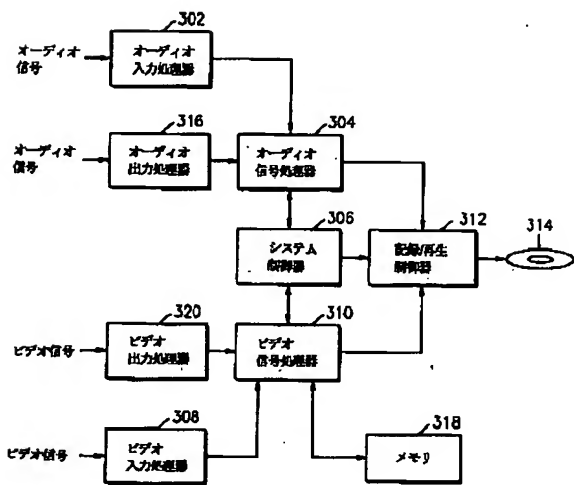 302
オーディオ
信号
オーディオ
入力処理器
316
304
オーディオ
信号
オーディオ
出力処理器
オーディオ
信号処理器
306
312
314
システム
制御器
記録/再生
制御器
320
310
ビデオ信号
ビデオ
出力処理器
ビデオ
信号処理器
308
318
ビデオ信号
ビデオ
入力処理器
メモリ